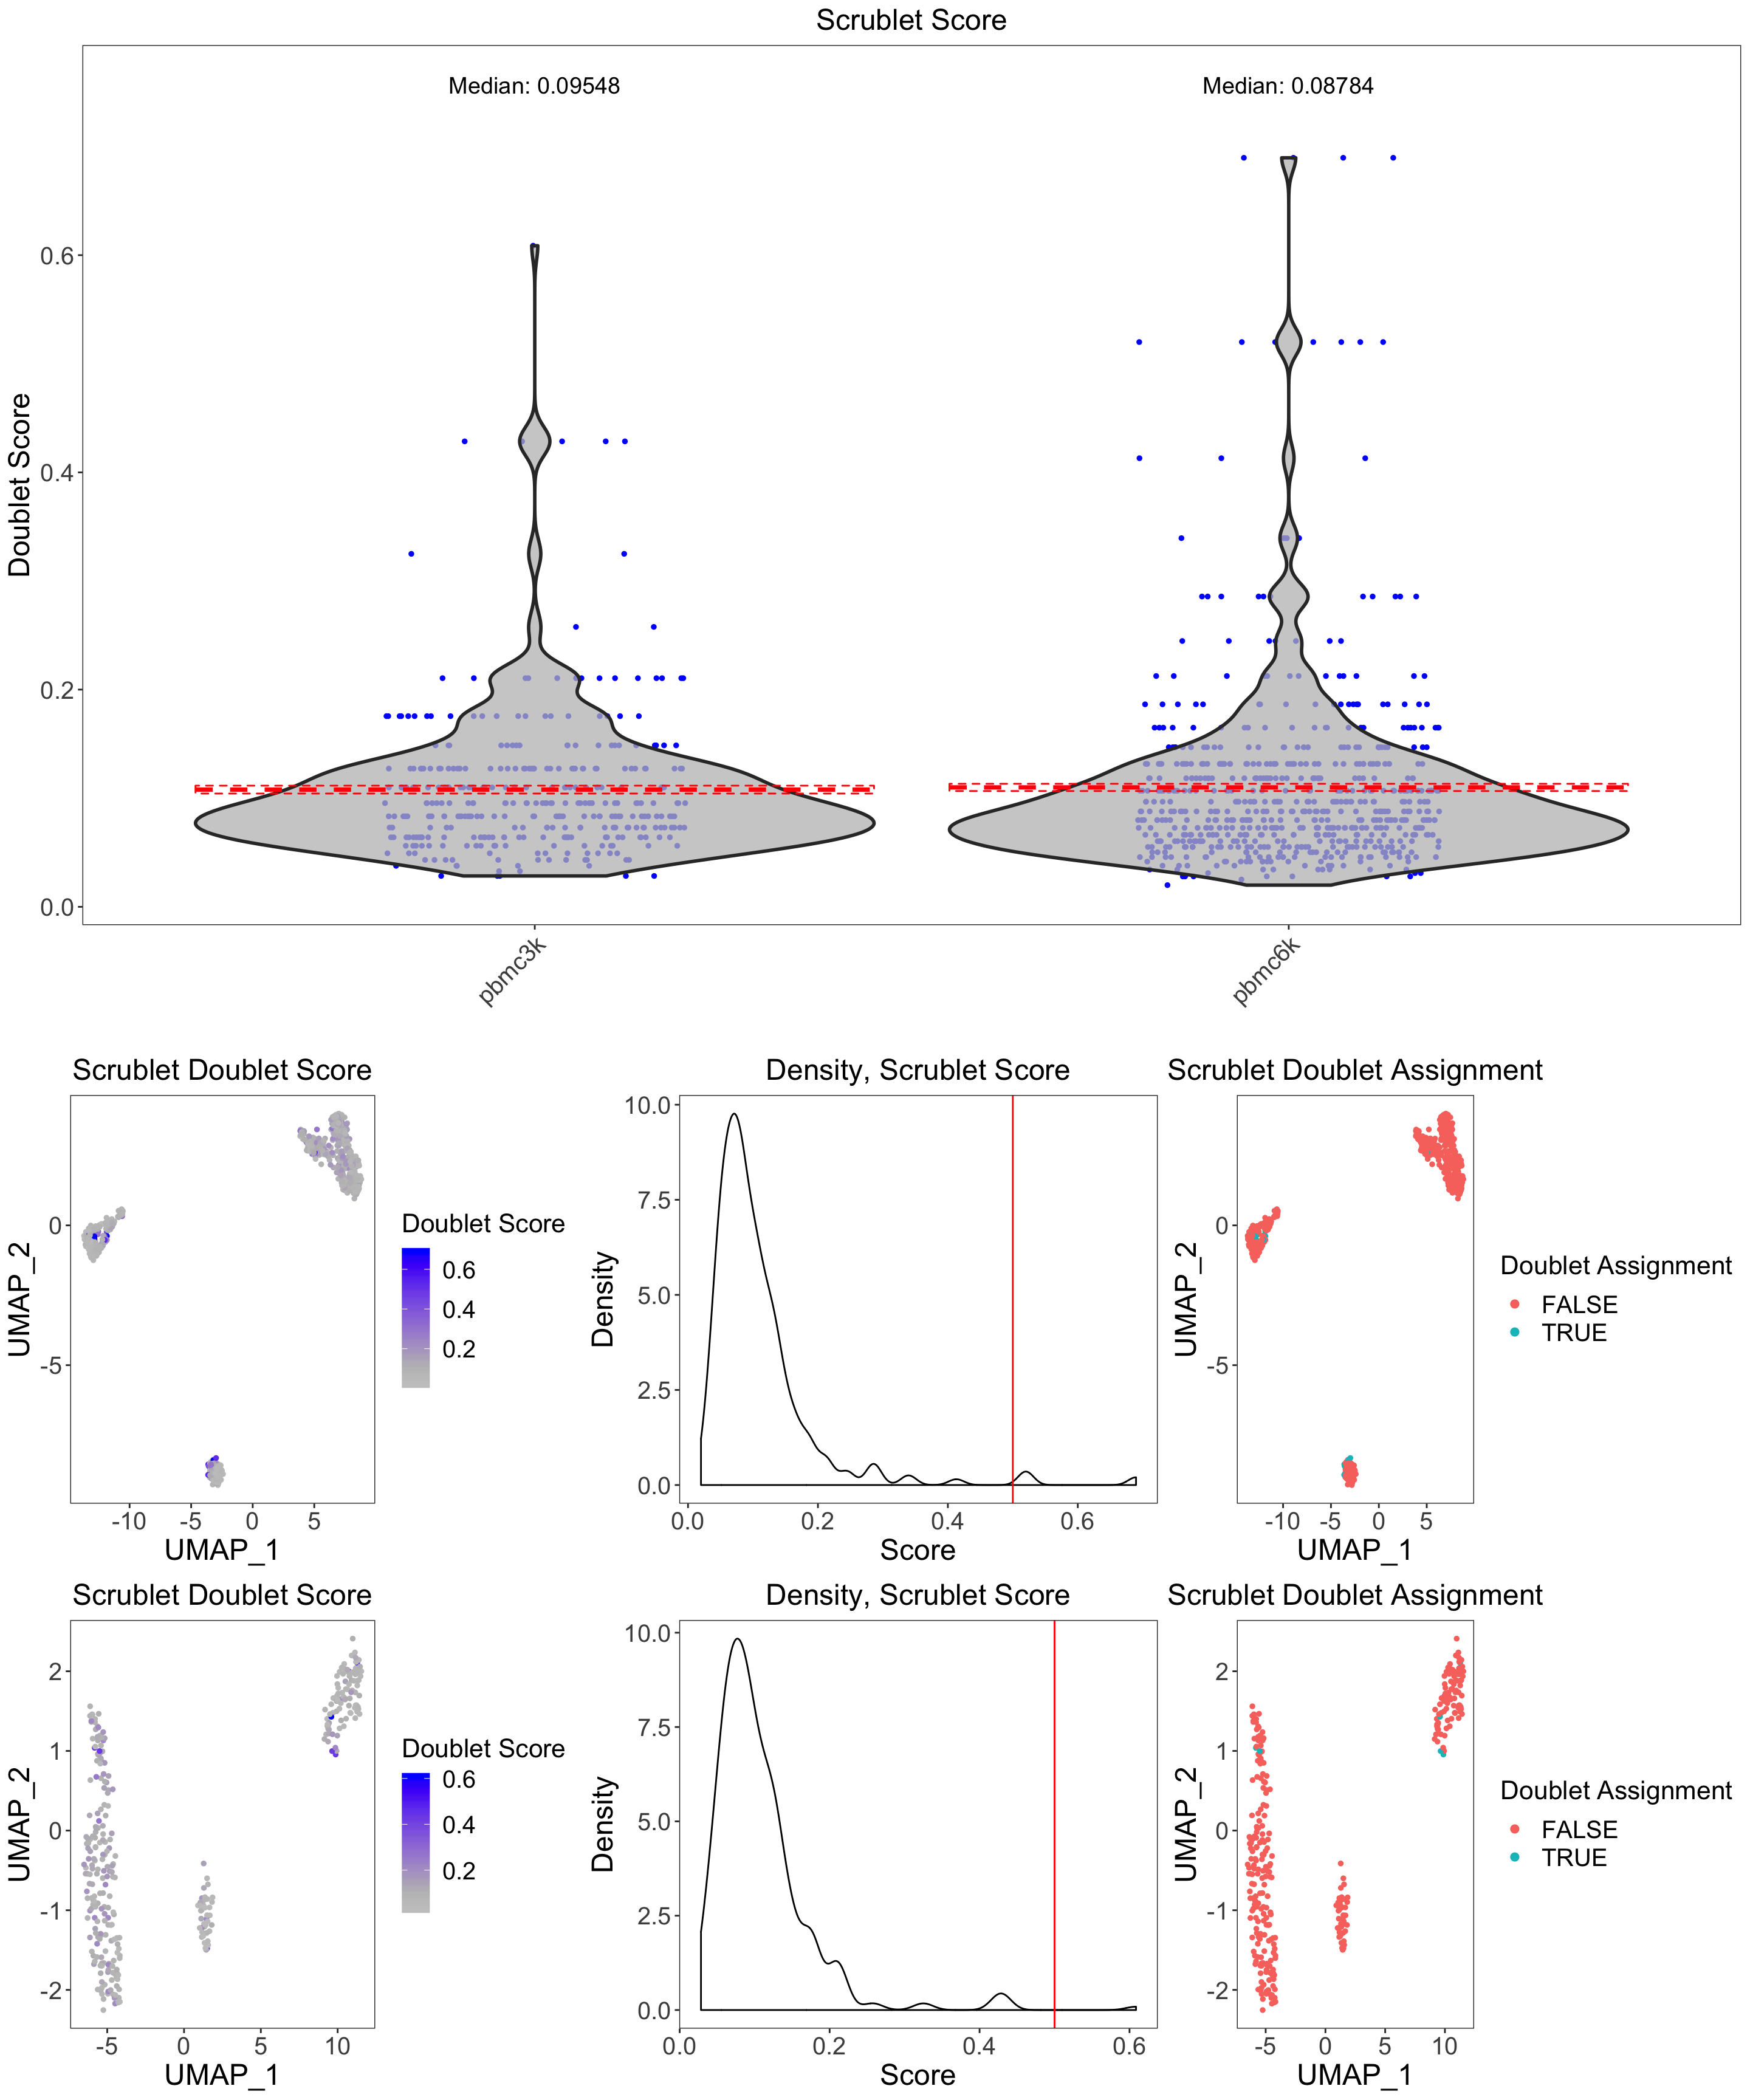 Scrublet Score
Median: 0.09548
Median: 0.08784
Doublet Score
0.6
0.4
0.2
0.0
pbmc3k
pbmc6k
Scrublet Doublet Score
UMAP_2
0
-5
-10
-5
0
5
UMAP_1
Doublet Score
0.6
0.4
0.2
Density, Scrublet Score
Density
10.0
7.5
5.0
2.5
0.0
0.0
0.2
0.4
0.6
Score
Scrublet Doublet Assignment
UMAP_2
0
-5
-10
-5
0
5
UMAP_1
Doublet Assignment
FALSE
TRUE
Scrublet Doublet Score
UMAP_2
2
1
0
-1
-2
-5
0
5
10
UMAP_1
Doublet Score
0.6
0.4
0.2
Density, Scrublet Score
Density
10.0
7.5
5.0
2.5
0.0
0.0
0.2
0.4
0.6
Score
Scrublet Doublet Assignment
UMAP_2
2
1
0
-1
-2
-5
0
5
10
UMAP_1
Doublet Assignment
FALSE
TRUE